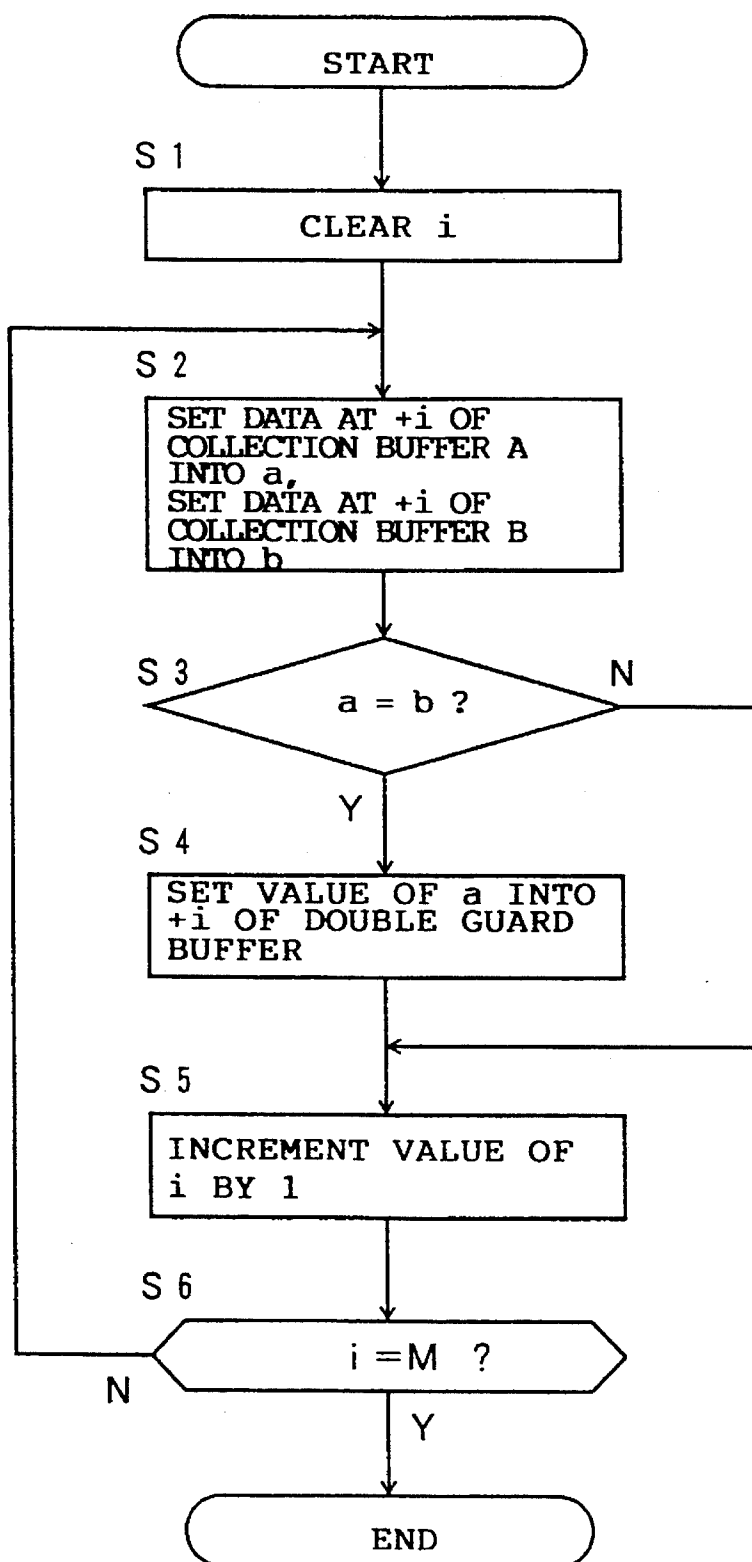 START
S 1
CLEAR i
S 2
SET DATA AT +i OF
COLLECTION BUFFER A
INTO a,
SET DATA AT +i OF
COLLECTION BUFFER B
INTO b
S 3
N
a = b ?
Y
S 4
SET VALUE OF a INTO
+i OF DOUBLE GUARD
BUFFER
S 5
INCREMENT VALUE OF
i BY 1
S 6
i = M ?
N
Y
END